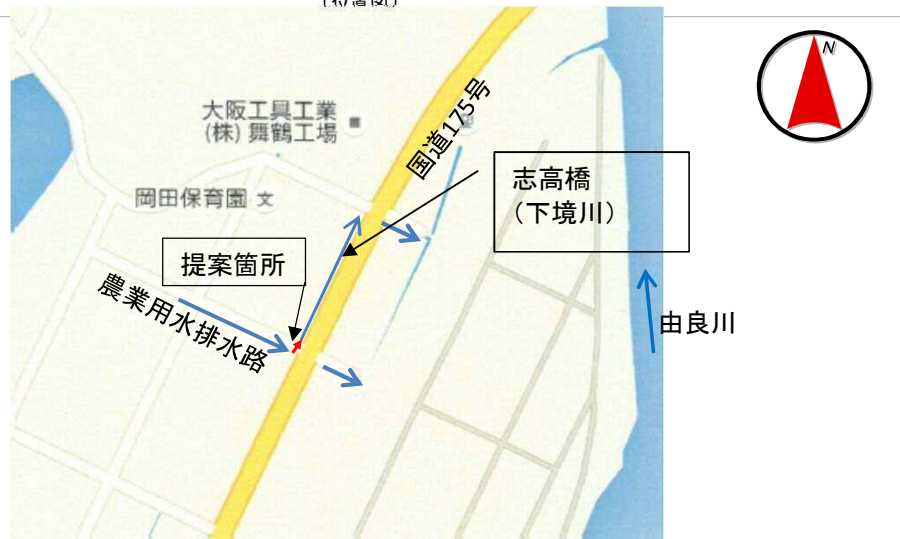 N
大阪工具工業
(株) 舞鶴工場
国道175号
志高橋
（下境川）
岡田保育園 文
提案箇所
農業用水排水路
由良川